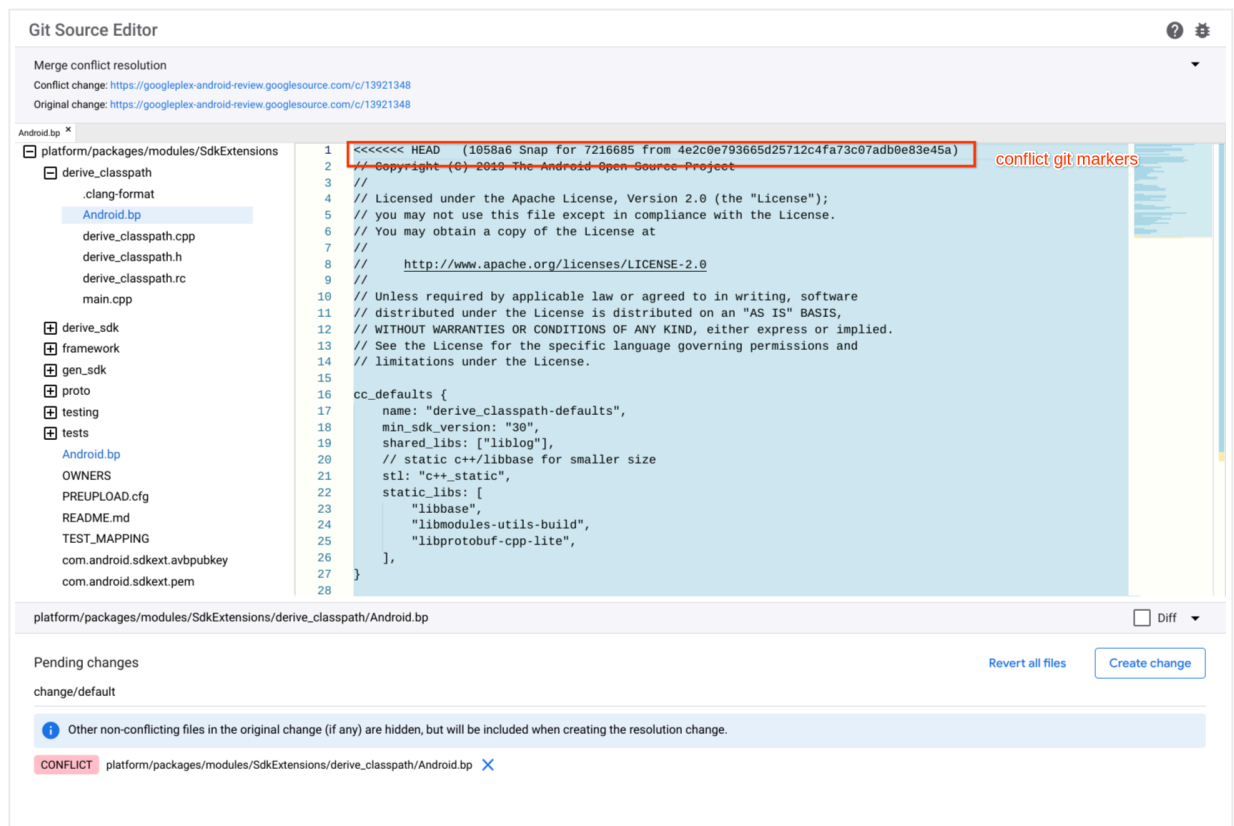 Git Source Editor
Merge conflict resolution
Conflict change: https://googleplex-android-review.googlesource.com/c/13921348
Original change: https://googleplex-android-review.googlesource.com/c/13921348
Android.bp ×
platform/packages/modules/SdkExtensions
derive_classpath
.clang-format
Android.bp
derive_classpath.cpp
derive_classpath.h
derive_classpath.rc
main.cpp
derive_sdk
framework
gen_sdk
proto
testing
tests
Android.bp
OWNERS
PREUPLOAD.cfg
README.md
TEST_MAPPING
com.android.sdkext.avbpubkey
com.android.sdkext.pem
1 <<<<<<< HEAD   (1058a6 Snap for 7216685 from 4e2c0e793665d25712c4fa73c07adb0e83e45a)
conflict git markers
2 // Copyright (C) 2019 The Android Open Source Project
3 //
4 // Licensed under the Apache License, Version 2.0 (the "License");
5 // you may not use this file except in compliance with the License.
6 // You may obtain a copy of the License at
7 //
8 //     http://www.apache.org/licenses/LICENSE-2.0
9 //
10 // Unless required by applicable law or agreed to in writing, software
11 // distributed under the License is distributed on an "AS IS" BASIS,
12 // WITHOUT WARRANTIES OR CONDITIONS OF ANY KIND, either express or implied.
13 // See the License for the specific language governing permissions and
14 // limitations under the License.
15
16 cc_defaults {
17     name: "derive_classpath-defaults",
18     min_sdk_version: "30",
19     shared_libs: ["liblog"],
20     // static c++/libbase for smaller size
21     stl: "c++_static",
22     static_libs: [
23         "libbase",
24         "libmodules-utils-build",
25         "libprotobuf-cpp-lite",
26     ],
27 }
28
platform/packages/modules/SdkExtensions/derive_classpath/Android.bp
Diff
Pending changes
Revert all files
Create change
change/default
Other non-conflicting files in the original change (if any) are hidden, but will be included when creating the resolution change.
CONFLICT platform/packages/modules/SdkExtensions/derive_classpath/Android.bp